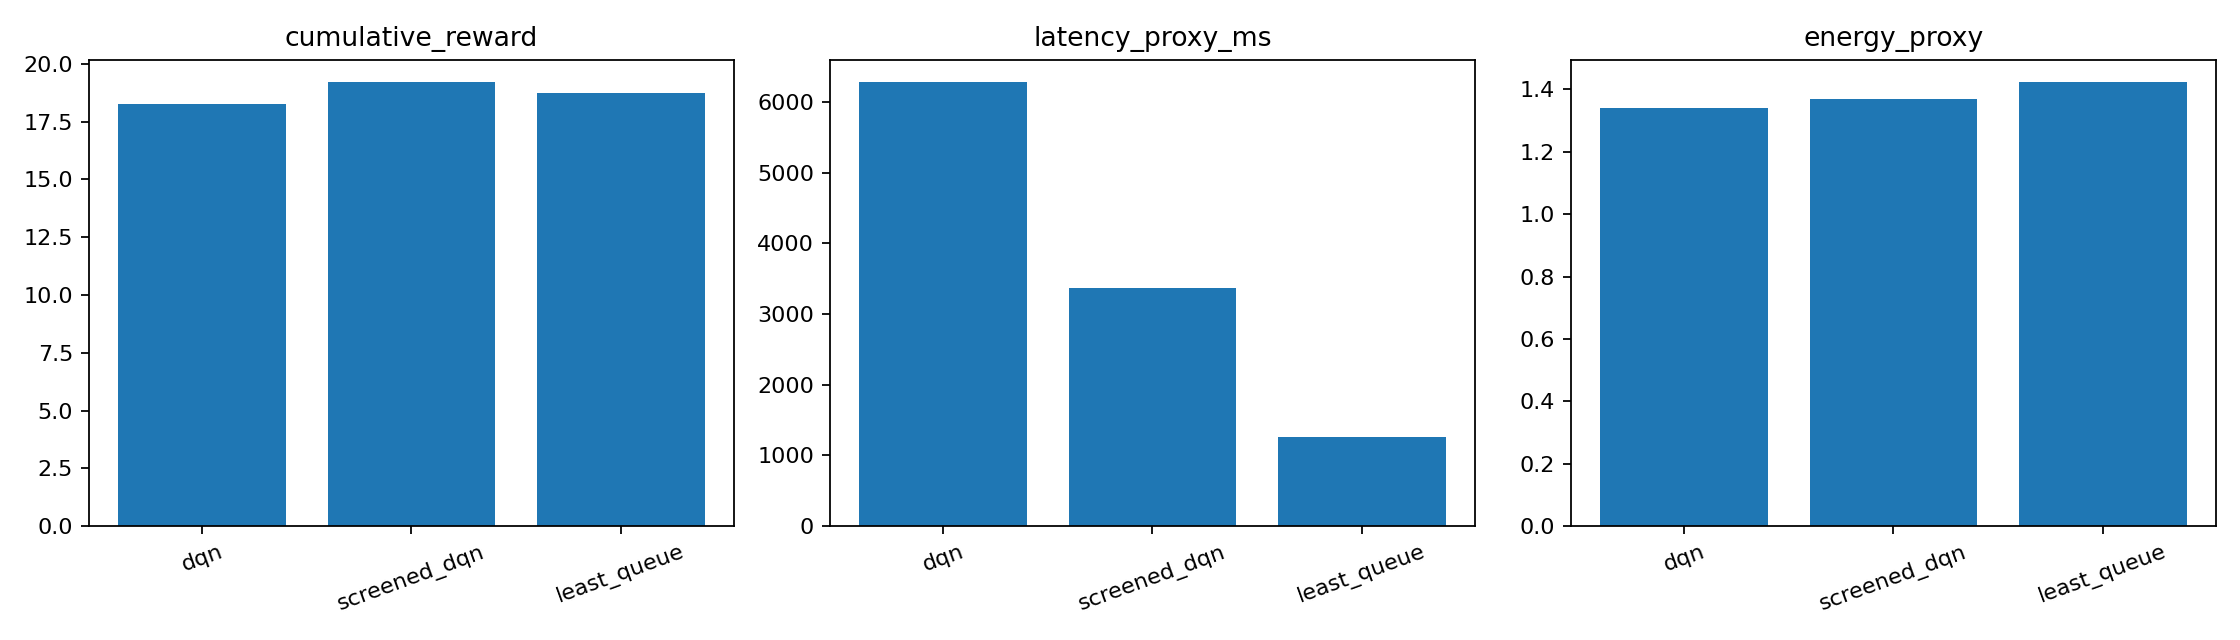 cumulative_reward
20.0
17.5
15.0
12.5
10.0
7.5
5.0
2.5
0.0
dqn
screened_dqn
least_queue
latency_proxy_ms
6000
5000
4000
3000
2000
1000
0
dqn
screened_dqn
least_queue
energy_proxy
1.4
1.2
1.0
0.8
0.6
0.4
0.2
0.0
dqn
screened_dqn
least_queue